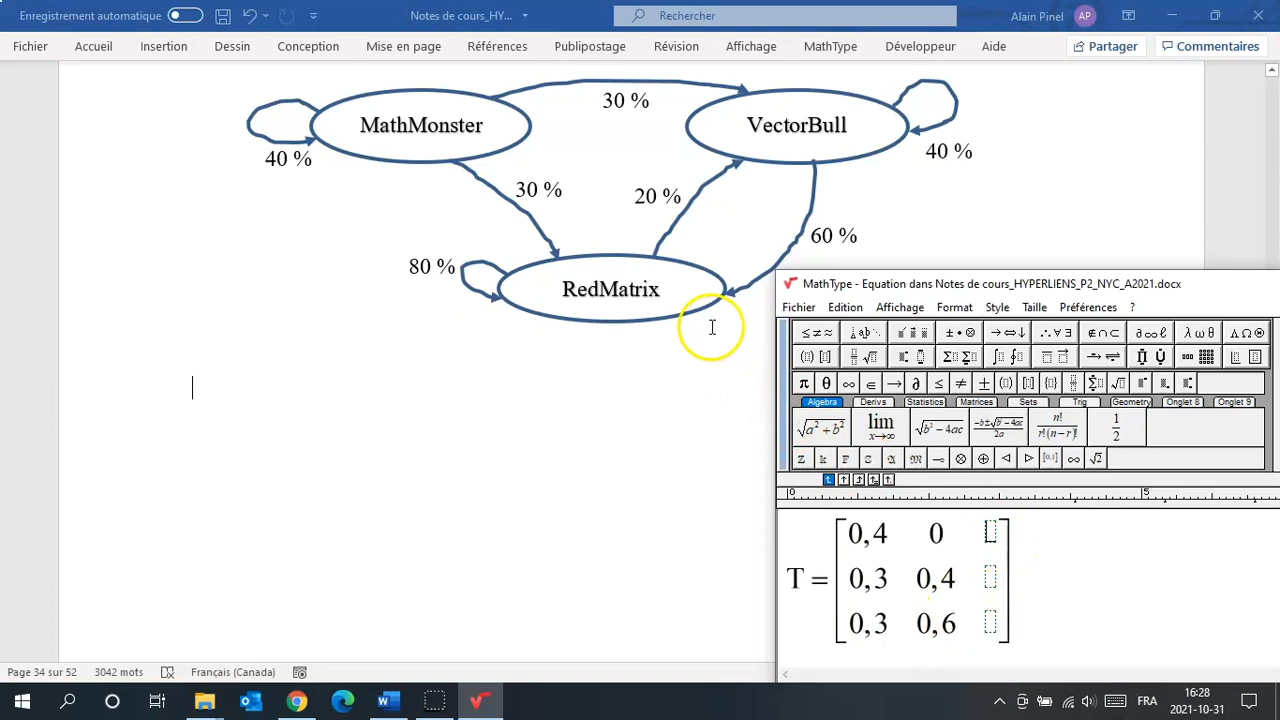 Enregistrement automatique
Notes de cours_HY...
Rechercher
Alain Pinel
AP
Fichier Accueil Insertion Dessin Conception Mise en page Références Publipostage Révision Affichage MathType Développeur Aide
Partager
Commentaires
MathMonster
30 %
VectorBull
40 %
40 %
30 %
20 %
60 %
80 %
RedMatrix
MathType - Equation dans Notes de cours_HYPERLIENS_P2_NYC_A2021.docx
Fichier Edition Affichage Format Style Taille Préférences ?
Algebra Derivs Statistics Matrices Sets Trig Geometry Onglet 8 Onglet 9
0 5
0,4 0
T = 0,3 0,4
0,3 0,6
Page 34 sur 52 3042 mots Français (Canada)
FRA
16:28
2021-10-31